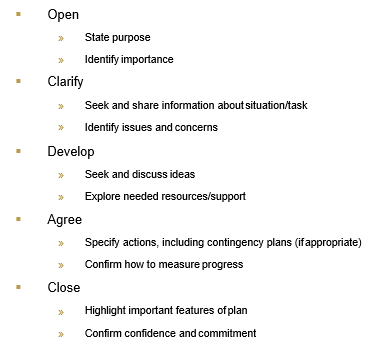 Open
State purpose
Identify importance
Clarify
Seek and share information about situation/task
Identify issues and concerns
Develop
Seek and discuss ideas
Explore needed resources/support
Agree
Specify actions, including contingency plans (if appropriate)
Confirm how to measure progress
Close
Highlight important features of plan
Confirm confidence and commitment